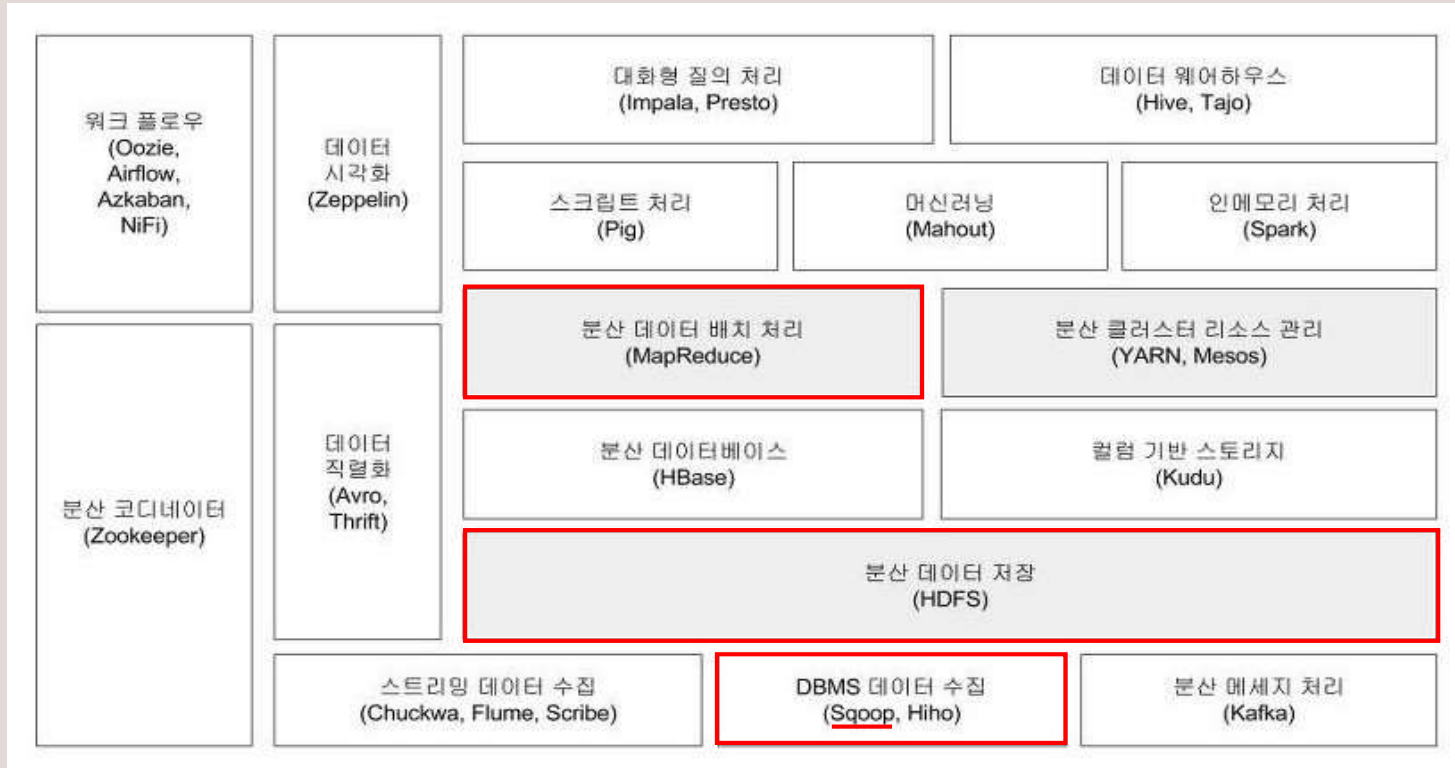 워크 플로우
(Oozie,
Airflow,
Azkaban,
NiFi)
데이터
시각화
(Zeppelin)
대화형 질의 처리
(Impala, Presto)
데이터 웨어하우스
(Hive, Tajo)
스크립트 처리
(Pig)
머신러닝
(Mahout)
인메모리 처리
(Spark)
분산 데이터 배치 처리
(MapReduce)
분산 클러스터 리소스 관리
(YARN, Mesos)
분산 코디네이터
(Zookeeper)
데이터
직렬화
(Avro,
Thrift)
분산 데이터베이스
(HBase)
컬럼 기반 스토리지
(Kudu)
분산 데이터 저장
(HDFS)
스트리밍 데이터 수집
(Chuckwa, Flume, Scribe)
DBMS 데이터 수집
(Sqoop, Hiho)
분산 메세지 처리
(Kafka)